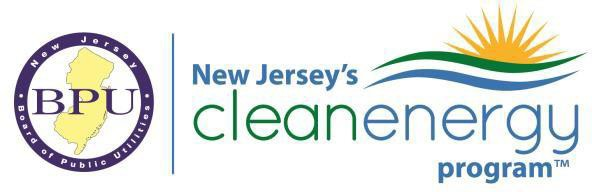 New Jersey
BPU
Board of Public Utilities
New Jersey's
cleanenergy
program™